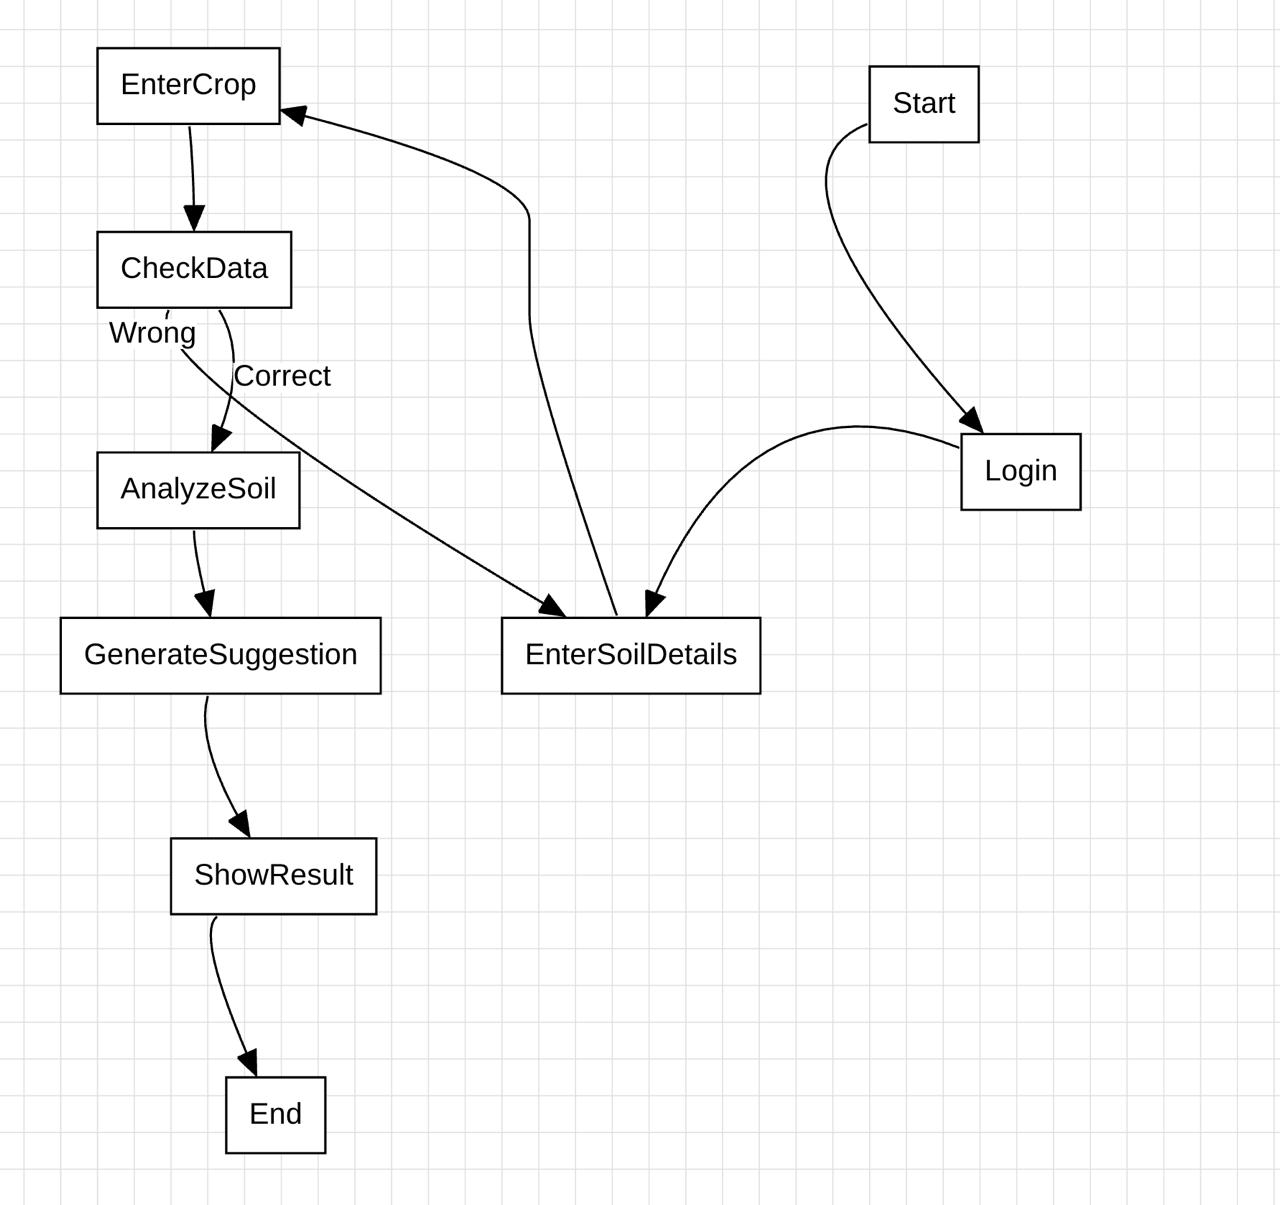 EnterCrop
Start
CheckData
Wrong
Correct
Login
AnalyzeSoil
GenerateSuggestion
EnterSoilDetails
ShowResult
End